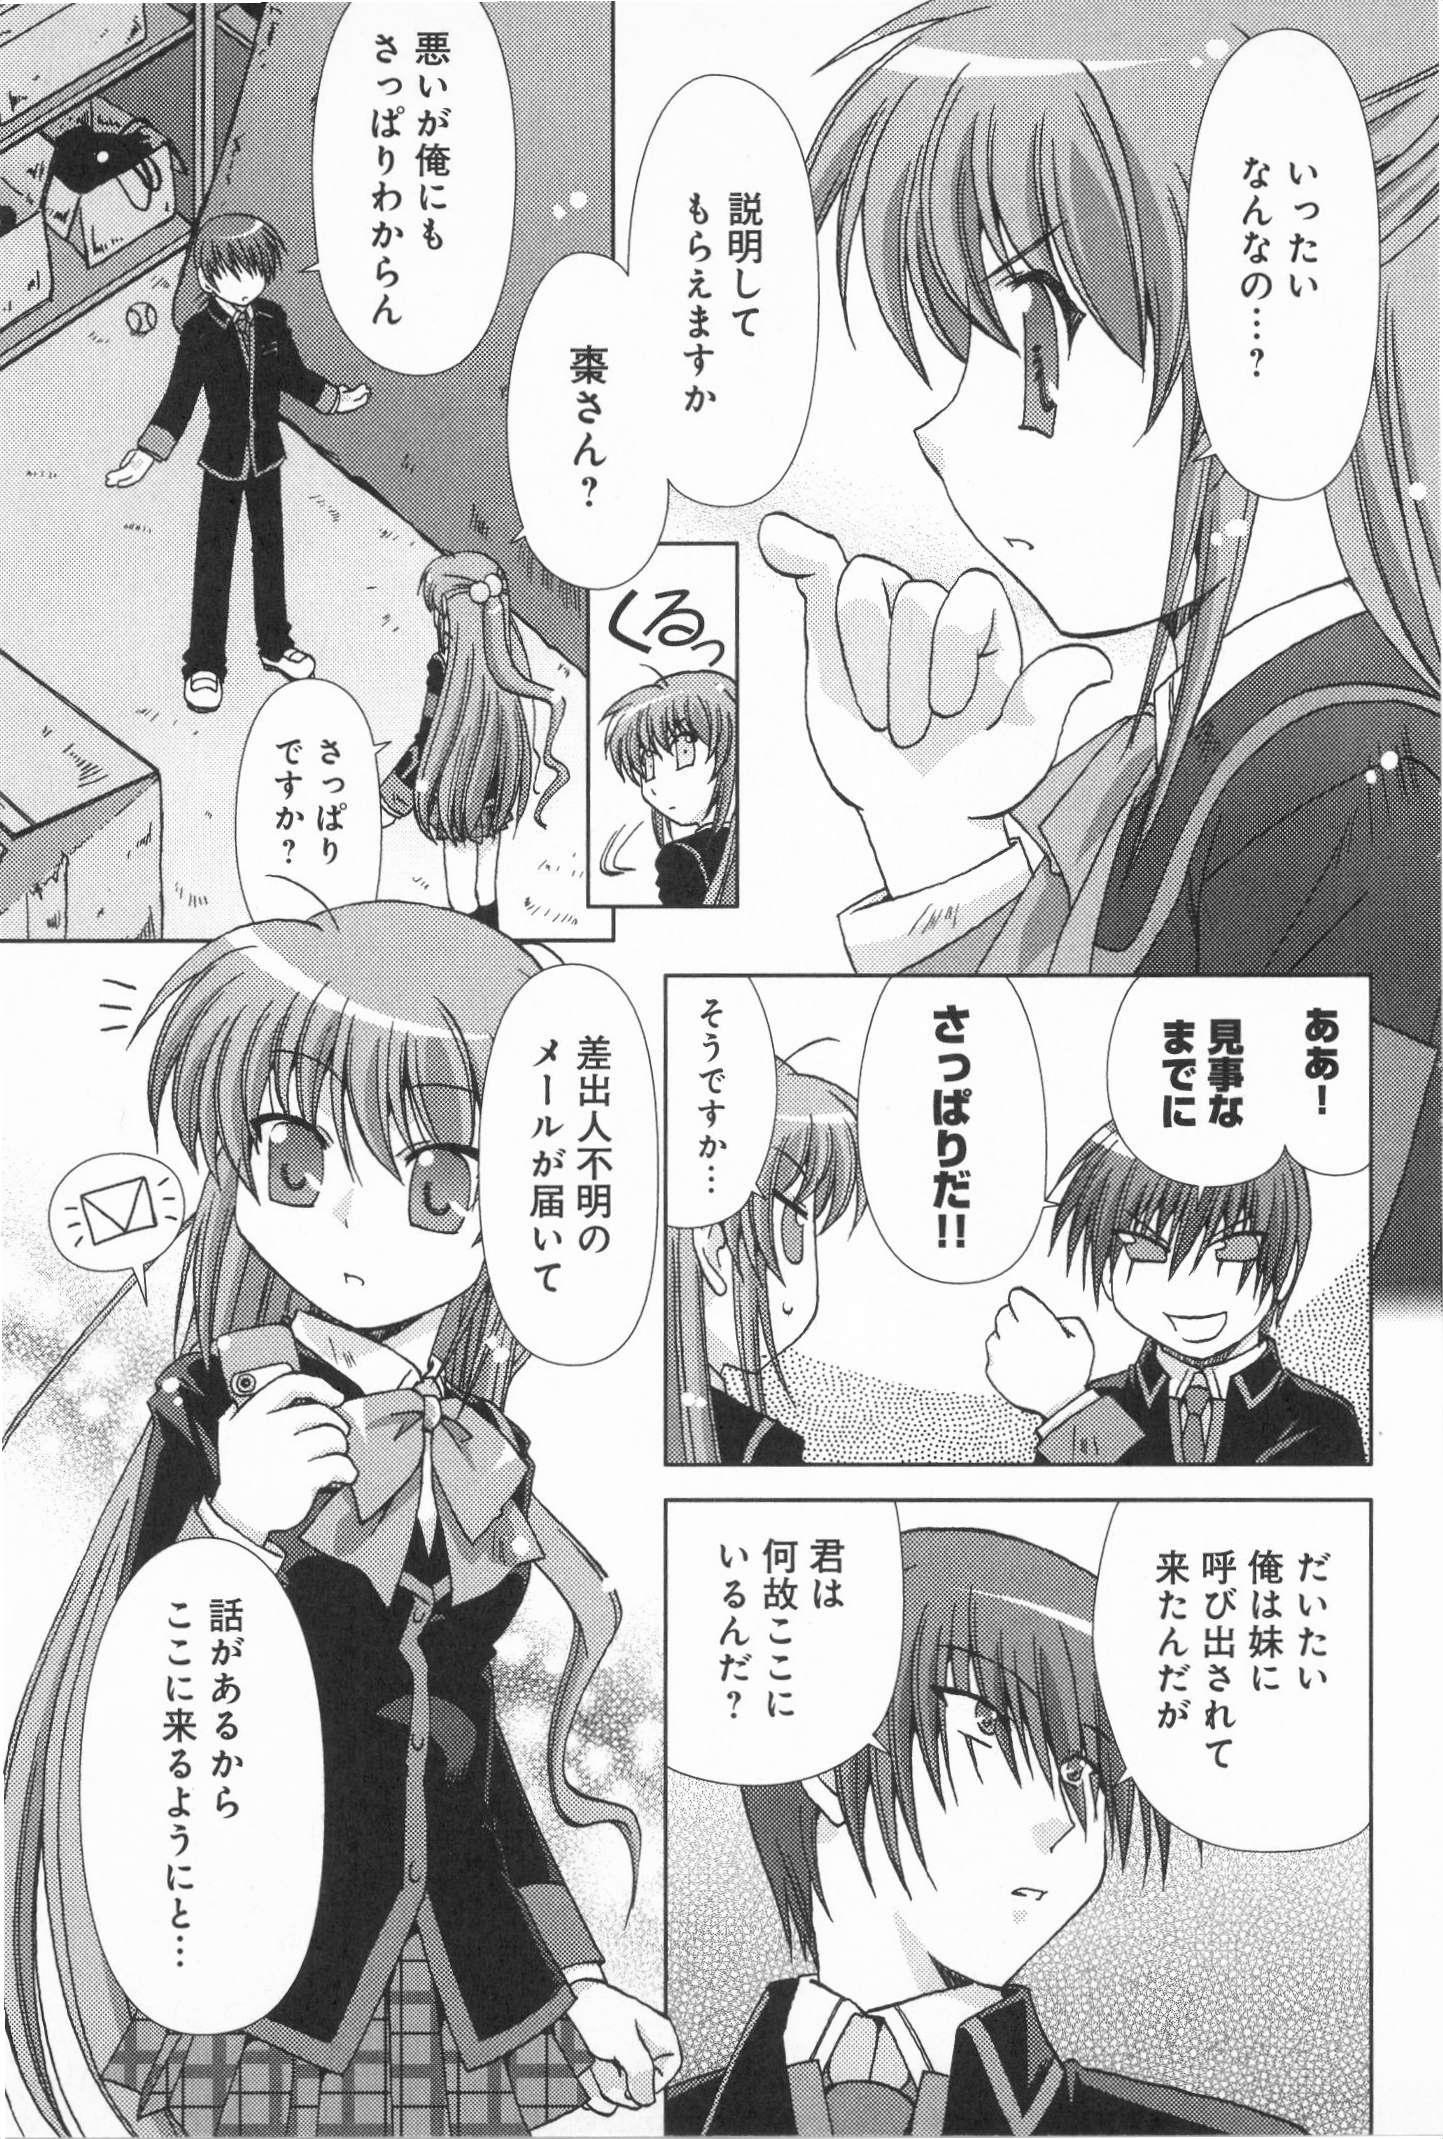 いったい
なんなの…?
説明して
もらえますか
棗さん?
くるっ
悪いが俺にも
さっぱりわからん
さっぱり
ですか?
ああ!
見事な
までに
さっぱりだ!!
そうですか…
だいたい
俺は妹に
呼び出されて
来たんだが
君は
何故ここに
いるんだ?
差出人不明の
メールが届いて
話があるから
ここに来るようにと…